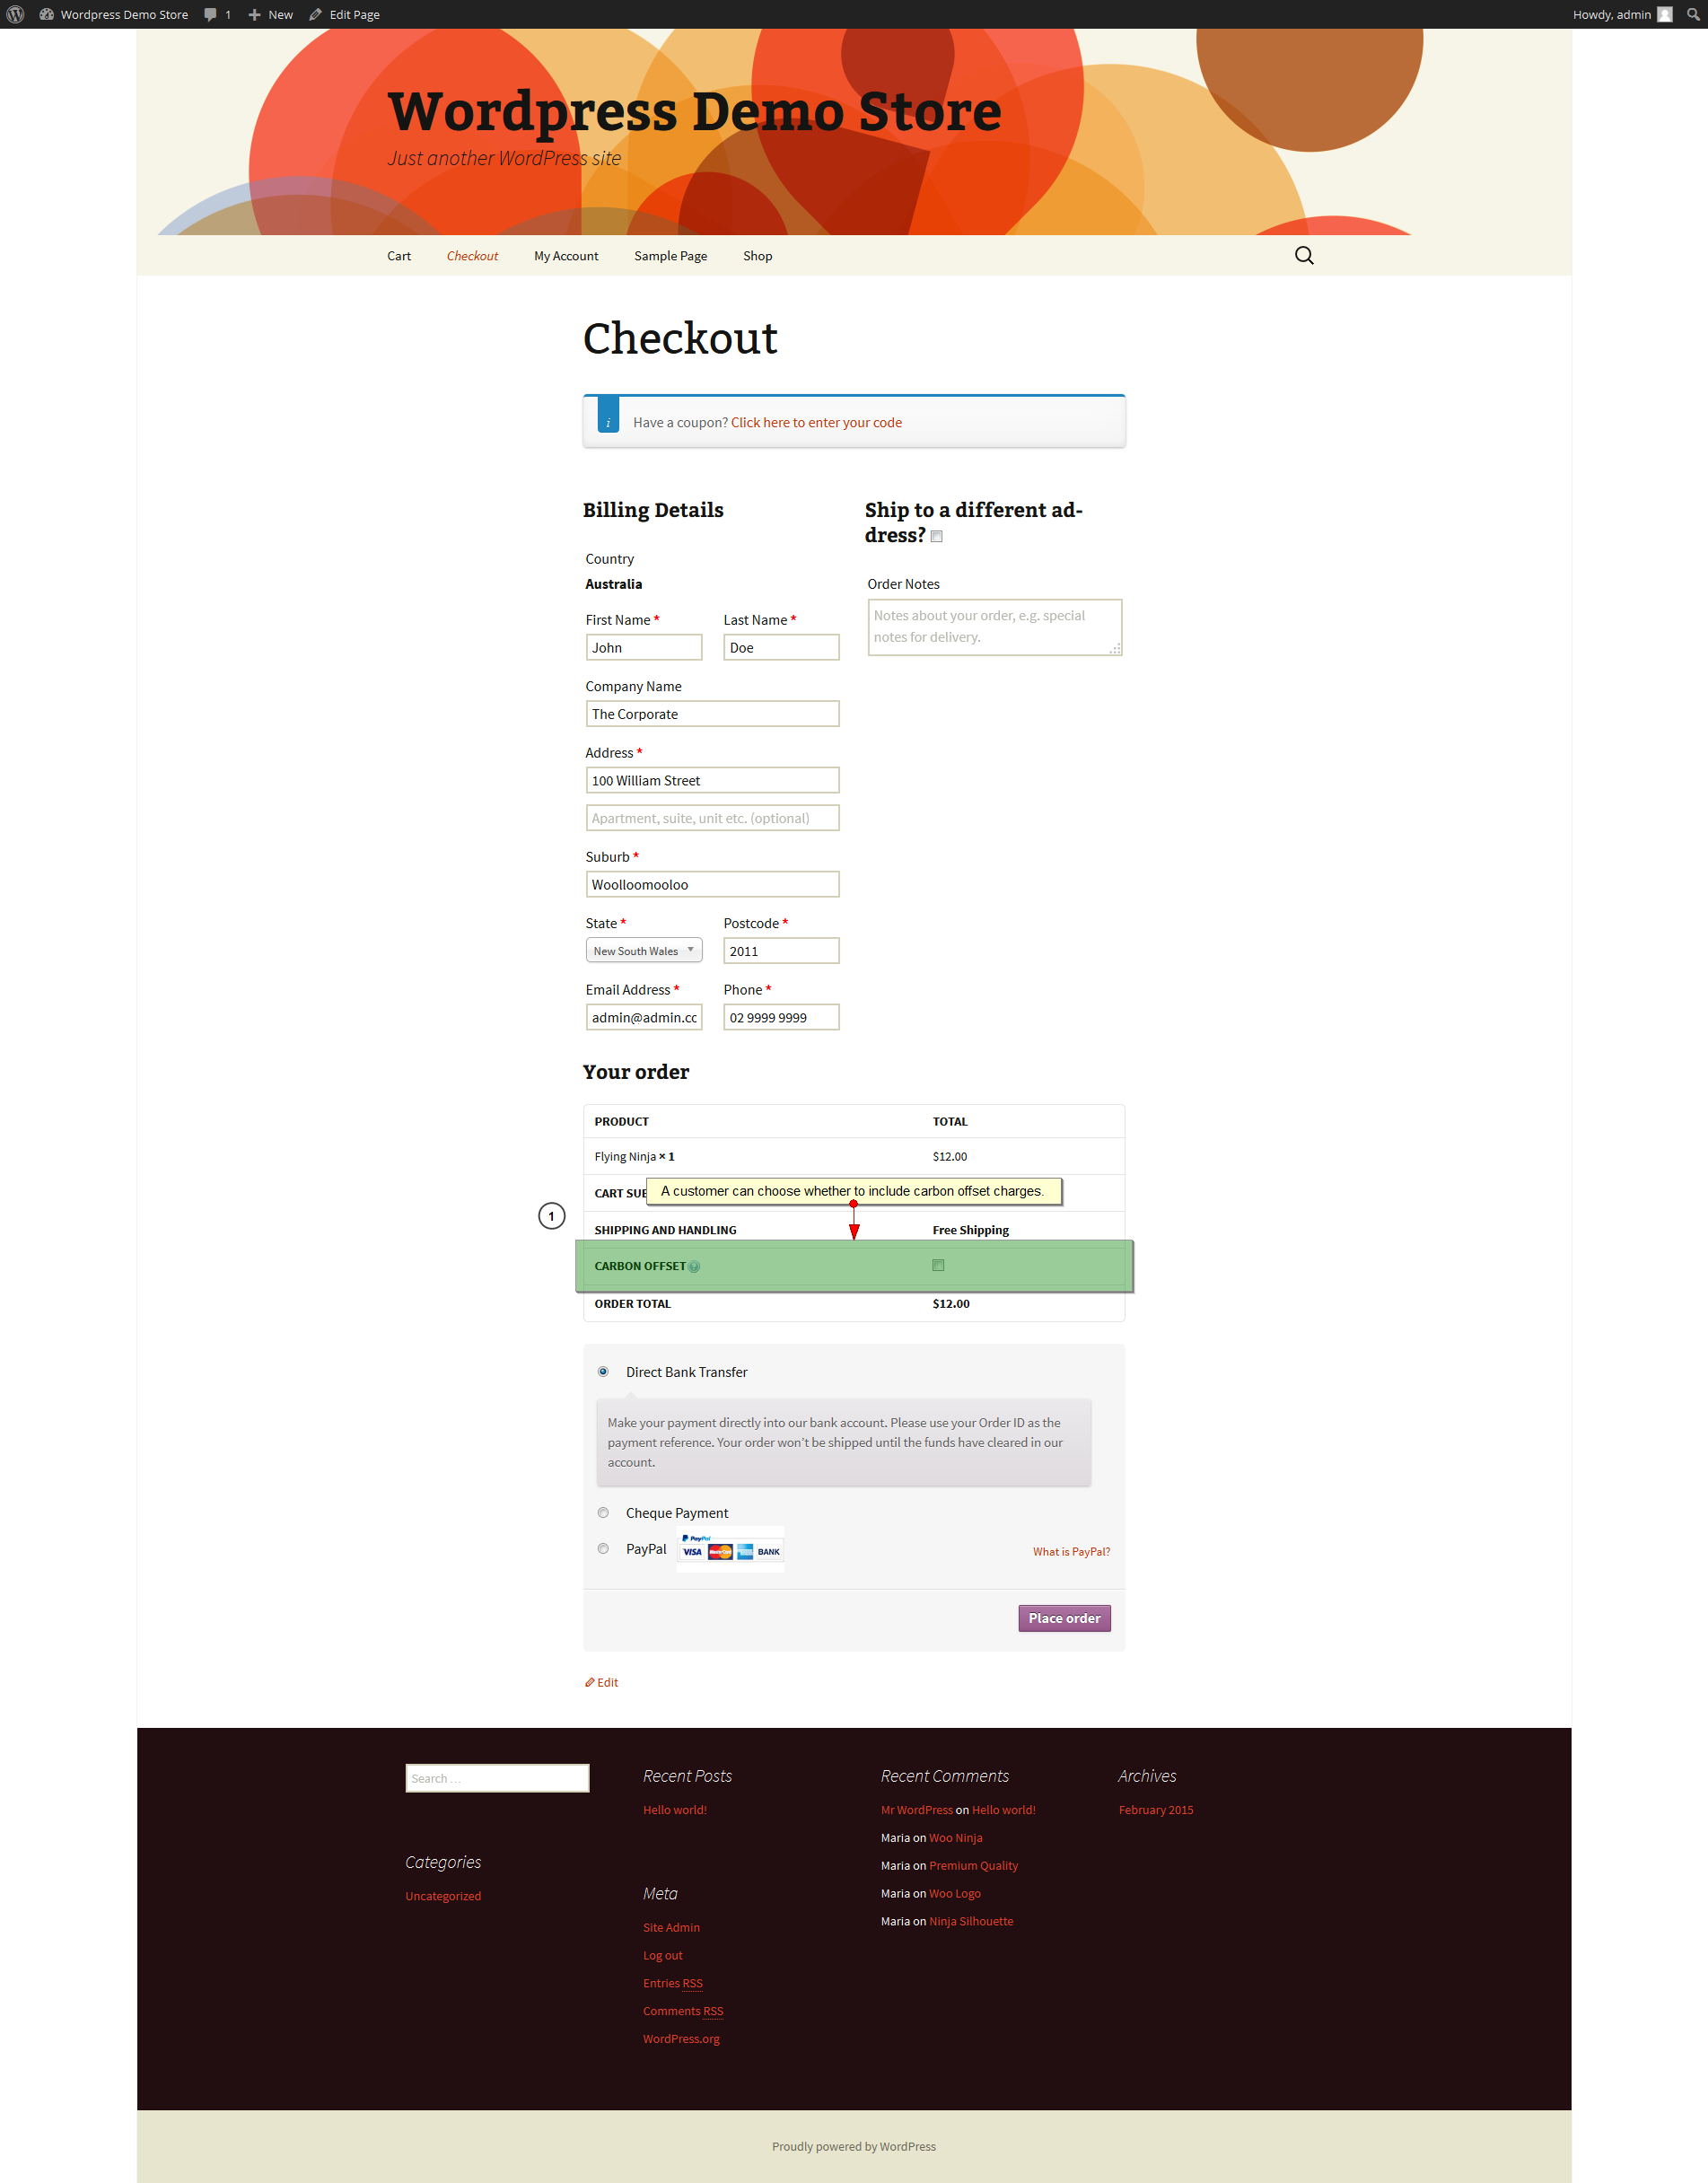 Wordpress Demo Store 1 New Edit Page Howdy, admin
Wordpress Demo Store
Just another WordPress site
Cart Checkout My Account Sample Page Shop
Checkout
i Have a coupon? Click here to enter your code
Billing Details
Ship to a different ad-
dress?
Country
Australia
Order Notes
Notes about your order, e.g. special
notes for delivery.
First Name * Last Name *
John Doe
Company Name
The Corporate
Address *
100 William Street
Apartment, suite, unit etc. (optional)
Suburb *
Woolloomooloo
State * Postcode *
New South Wales 2011
Email Address * Phone *
admin@admin.cc 02 9999 9999
Your order
PRODUCT TOTAL
Flying Ninja × 1 $12.00
CART SUB
A customer can choose whether to include carbon offset charges.
1
SHIPPING AND HANDLING Free Shipping
CARBON OFFSET ?
ORDER TOTAL $12.00
Direct Bank Transfer
Make your payment directly into our bank account. Please use your Order ID as the
payment reference. Your order won't be shipped until the funds have cleared in our
account.
Cheque Payment
PayPal PayPal VISA MasterCard BANK What is PayPal?
Place order
Edit
Search …
Categories
Uncategorized
Recent Posts
Hello world!
Meta
Site Admin
Log out
Entries RSS
Comments RSS
WordPress.org
Recent Comments
Mr WordPress on Hello world!
Maria on Woo Ninja
Maria on Premium Quality
Maria on Woo Logo
Maria on Ninja Silhouette
Archives
February 2015
Proudly powered by WordPress